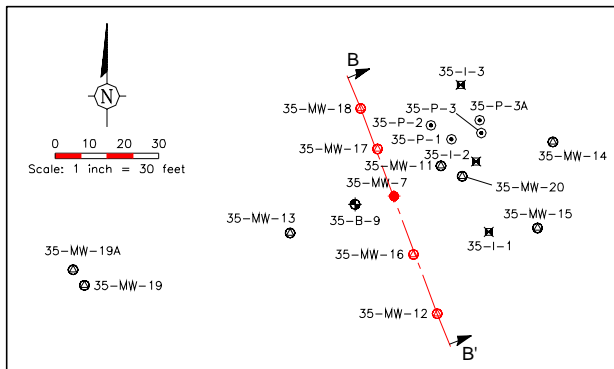 N
0 10 20 30
Scale: 1 inch = 30 feet
B
35-I-3
35-MW-18
35-P-3
35-P-3A
35-P-2
35-MW-17
35-P-1
35-MW-11
35-I-2
35-MW-14
35-MW-7
35-MW-20
35-MW-13
35-B-9
35-MW-15
35-MW-19A
35-MW-16
35-I-1
35-MW-19
35-MW-12
B'